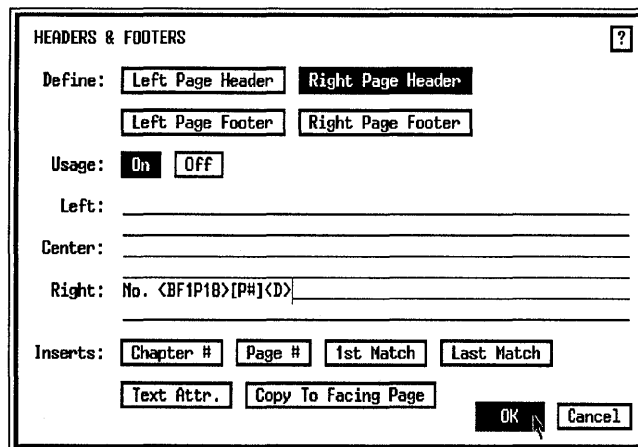 HEADERS & FOOTERS ?
Define: Left Page Header Right Page Header
Left Page Footer Right Page Footer
Usage: On Off
Left:
Center:
Right: No. <BF1P18>[P#]<D>
Inserts: Chapter # Page # 1st Match Last Match
Text Attr. Copy To Facing Page
OK Cancel